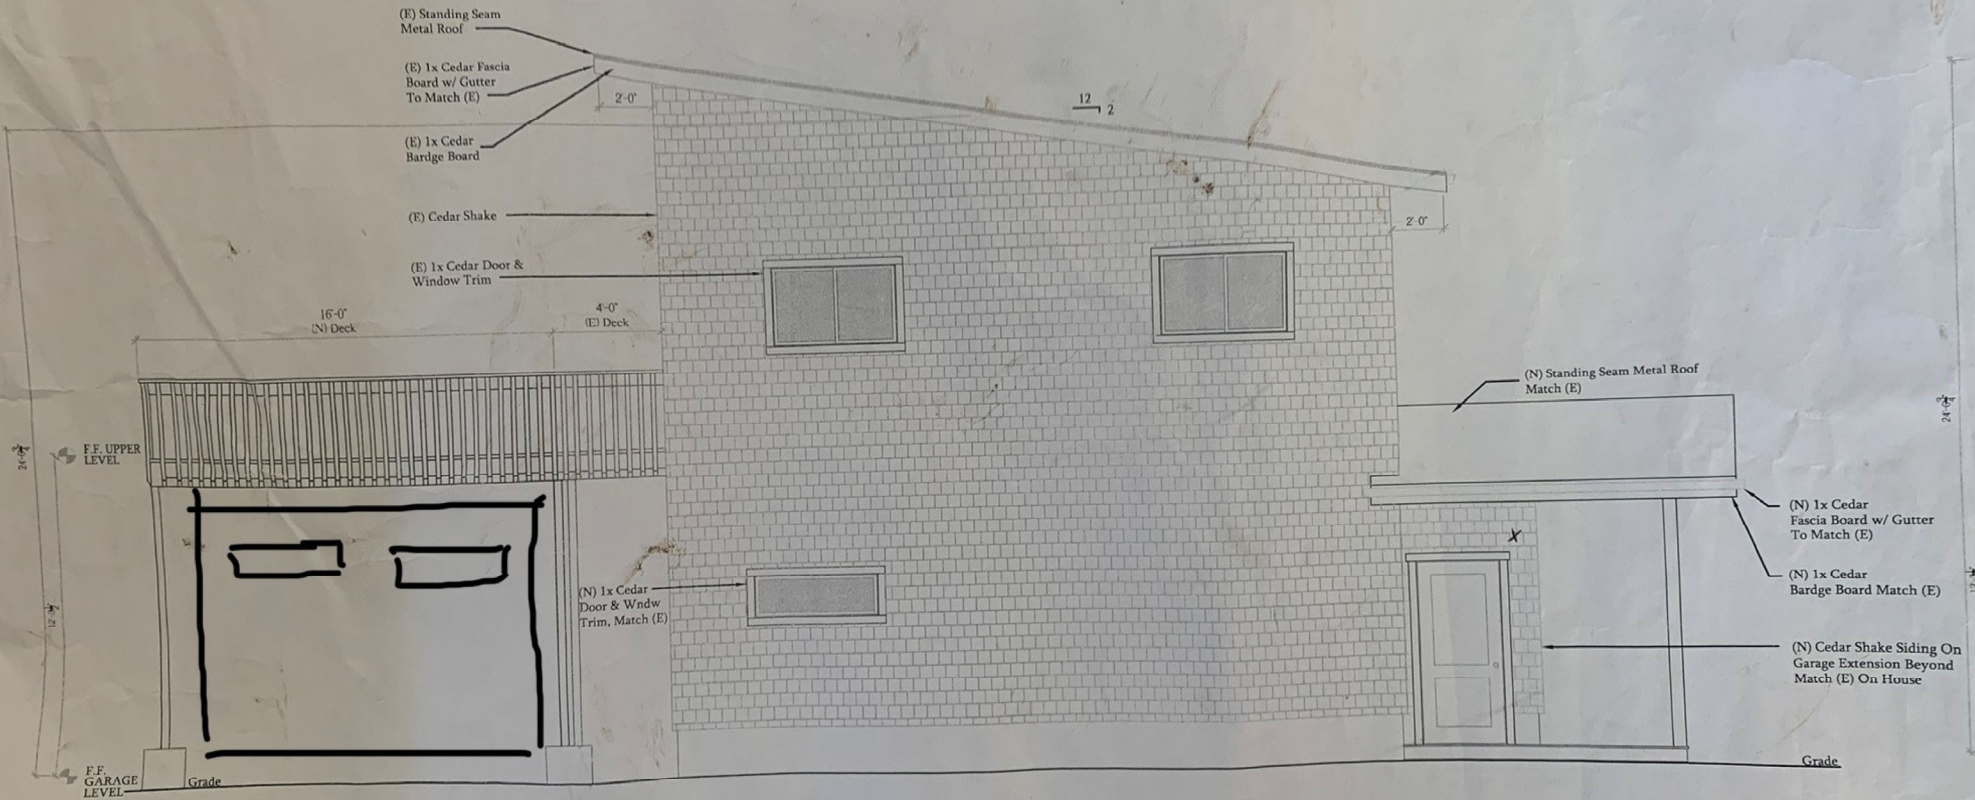 (E) Standing Seam
Metal Roof
(E) 1x Cedar Fascia
Board w/ Gutter
To Match (E)
2'-0"
12
2
(E) 1x Cedar
Bardge Board
(E) Cedar Shake
2'-0"
(E) 1x Cedar Door &
Window Trim
16'-0"
(N) Deck
4'-0"
(E) Deck
(N) Standing Seam Metal Roof
Match (E)
F.F. UPPER
LEVEL
(N) 1x Cedar
Fascia Board w/ Gutter
To Match (E)
X
(N) 1x Cedar
Bardge Board Match (E)
(N) 1x Cedar
Door & Wndw
Trim, Match (E)
(N) Cedar Shake Siding On
Garage Extension Beyond
Match (E) On House
F.F.
GARAGE
LEVEL
Grade
Grade